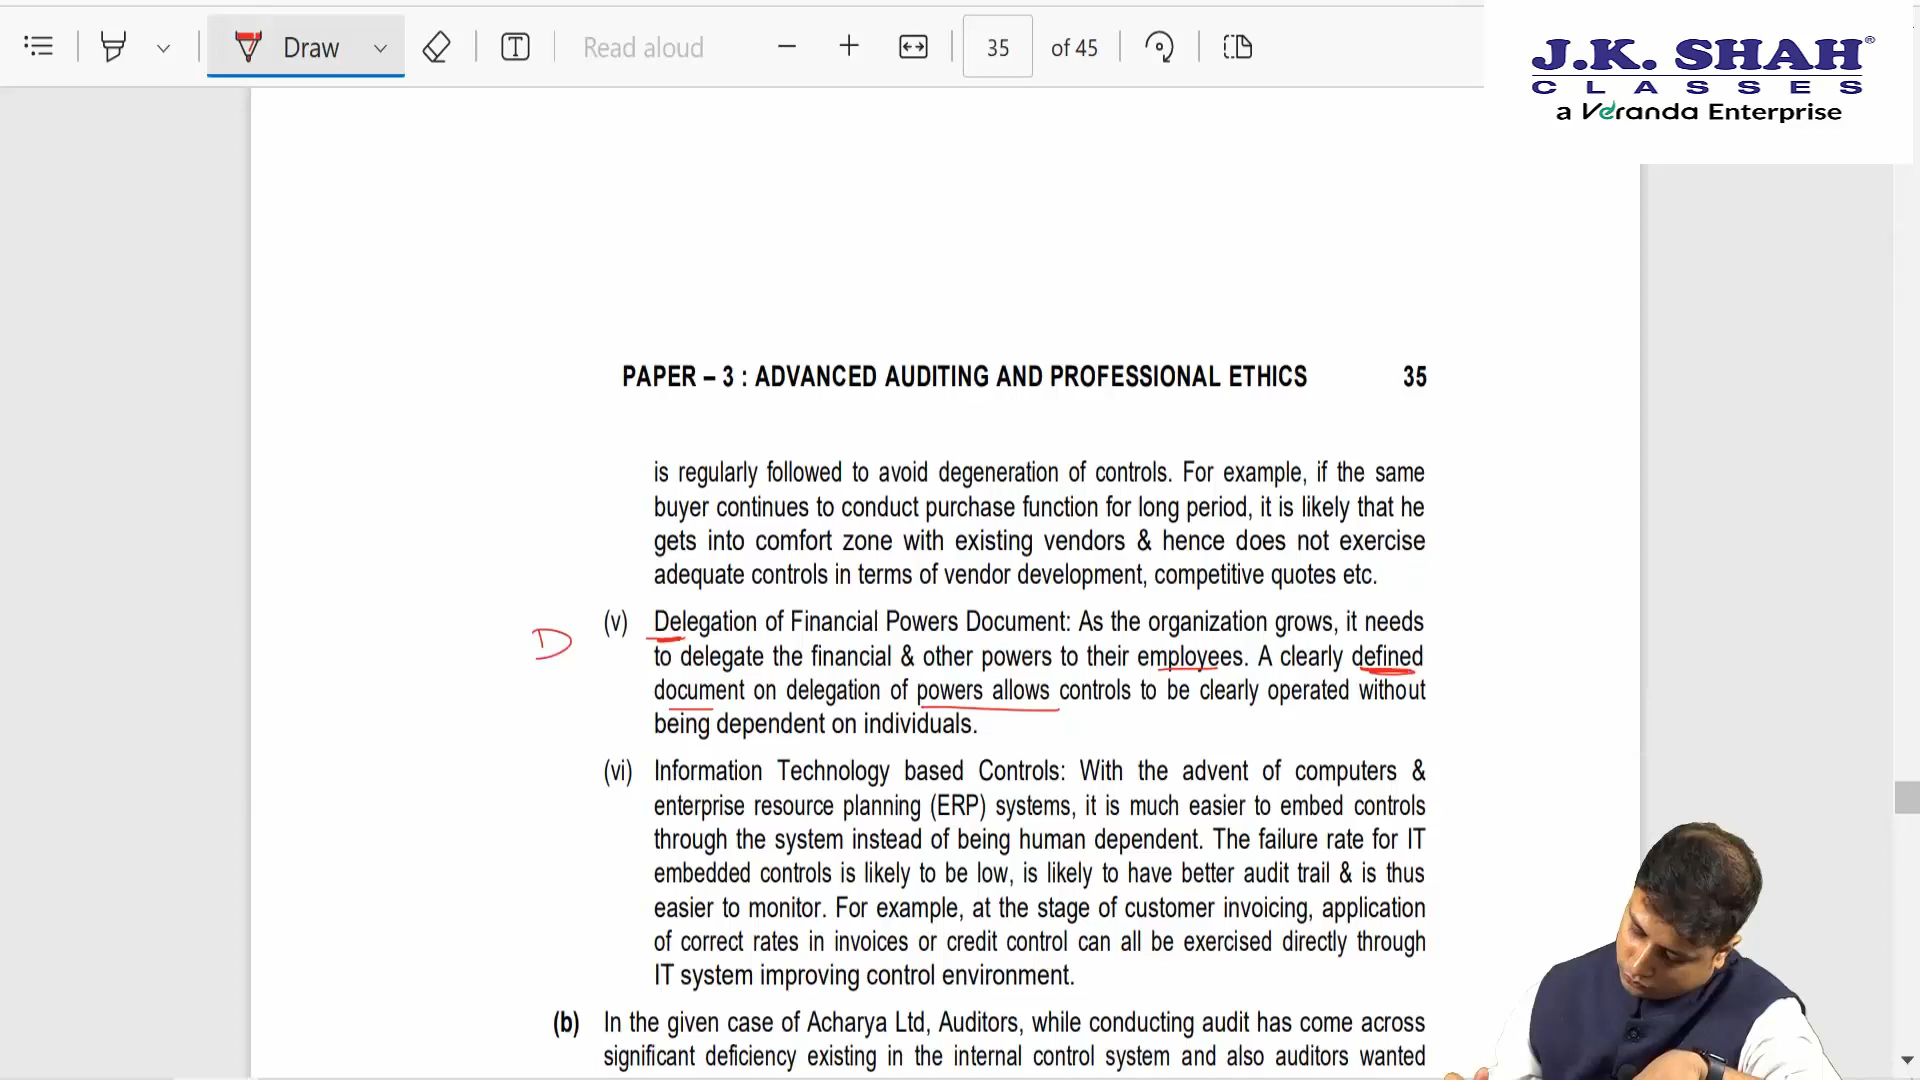 Draw
Read aloud
35
of 45
J.K. SHAH®
CLASSES
a Veranda Enterprise
PAPER – 3 : ADVANCED AUDITING AND PROFESSIONAL ETHICS 35
is regularly followed to avoid degeneration of controls. For example, if the same
buyer continues to conduct purchase function for long period, it is likely that he
gets into comfort zone with existing vendors & hence does not exercise
adequate controls in terms of vendor development, competitive quotes etc.
D
(v) Delegation of Financial Powers Document: As the organization grows, it needs
to delegate the financial & other powers to their employees. A clearly defined
document on delegation of powers allows controls to be clearly operated without
being dependent on individuals.
(vi) Information Technology based Controls: With the advent of computers &
enterprise resource planning (ERP) systems, it is much easier to embed controls
through the system instead of being human dependent. The failure rate for IT
embedded controls is likely to be low, is likely to have better audit trail & is thus
easier to monitor. For example, at the stage of customer invoicing, application
of correct rates in invoices or credit control can all be exercised directly through
IT system improving control environment.
(b) In the given case of Acharya Ltd, Auditors, while conducting audit has come across
significant deficiency existing in the internal control system and also auditors wanted